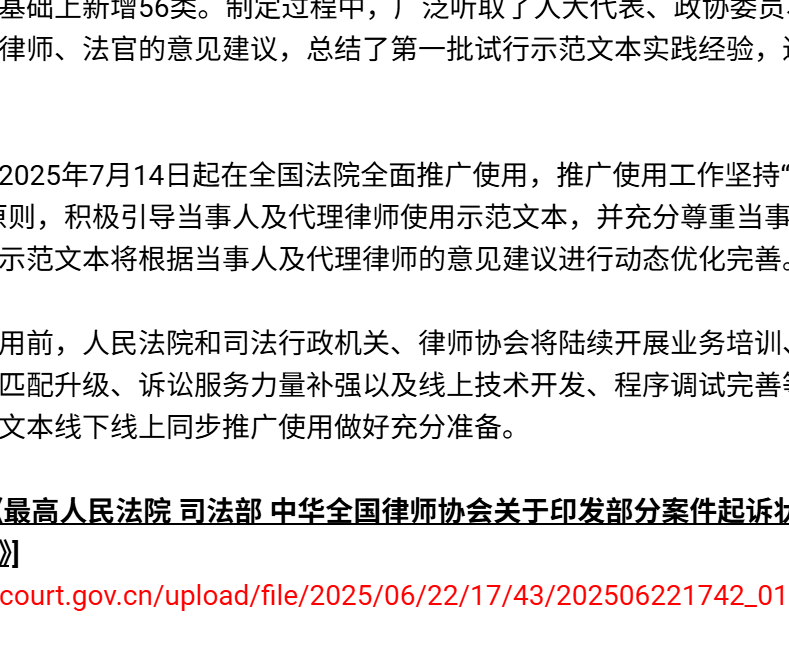 基础上新增56类。制定过程中，广泛听取了人大代表、政协委员、
律师、法官的意见建议，总结了第一批试行示范文本实践经验，
2025年7月14日起在全国法院全面推广使用，推广使用工作坚持“
原则，积极引导当事人及代理律师使用示范文本，并充分尊重当事
示范文本将根据当事人及代理律师的意见建议进行动态优化完善。
用前，人民法院和司法行政机关、律师协会将陆续开展业务培训、
匹配升级、诉讼服务力量补强以及线上技术开发、程序调试完善等
文本线下线上同步推广使用做好充分准备。
《最高人民法院 司法部 中华全国律师协会关于印发部分案件起诉状
》]
court.gov.cn/upload/file/2025/06/22/17/43/202506221742_01